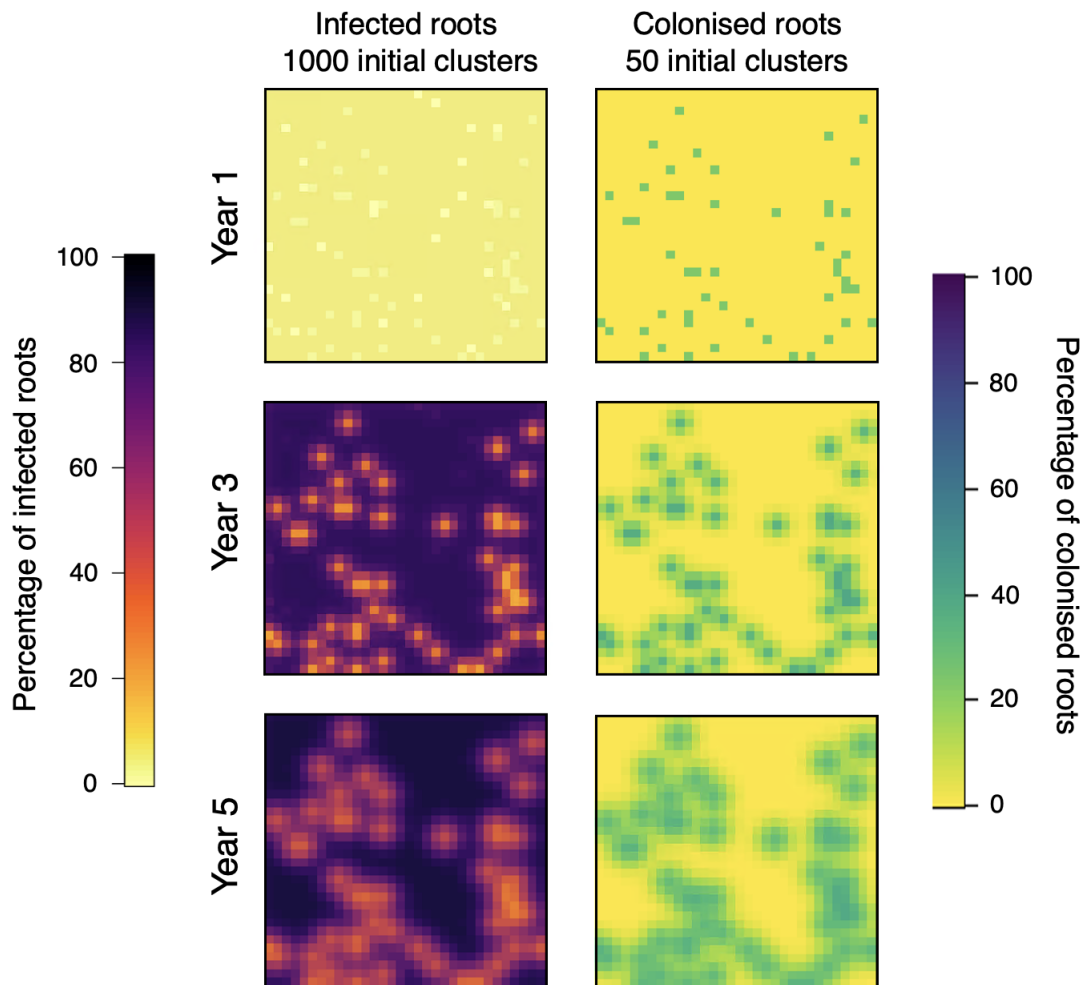 Infected roots
1000 initial clusters
Colonised roots
50 initial clusters
Year 1
Year 3
Year 5
Percentage of infected roots
100
80
60
40
20
0
100
80
60
40
20
0
Percentage of colonised roots